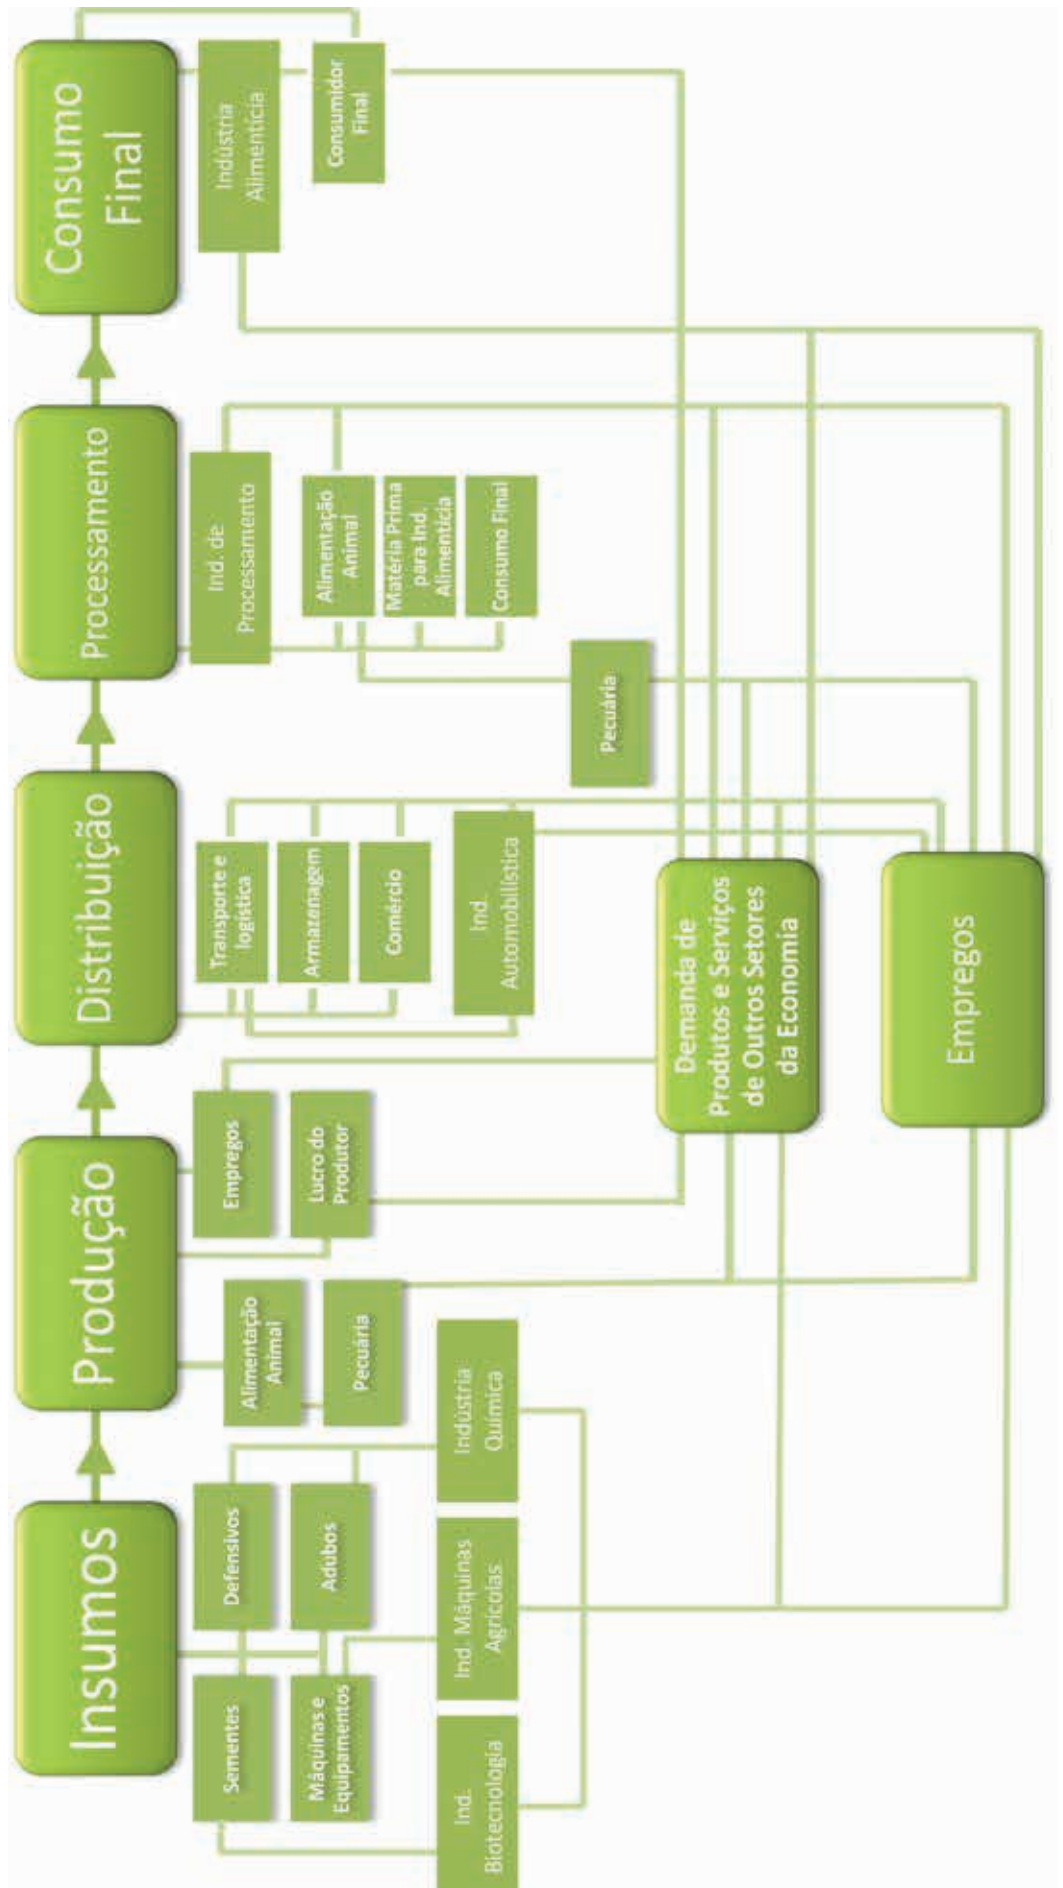 Insumos
Produção
Distribuição
Processamento
Consumo
Final
Sementes
Defensivos
Máquinas e
Equipamentos
Adubos
Ind.
Biotecnologia
Ind. Máquinas
Agrícolas
Indústria
Química
Alimentação
Animal
Pecuária
Empregos
Lucro do
Produtor
Transporte e
logística
Armazenagem
Comércio
Ind.
Automobilística
Ind. de
Processamento
Alimentação
Animal
Matéria Prima
para Ind.
Alimentícia
Consumo Final
Pecuária
Indústria
Alimentícia
Consumidor
Final
Demanda de
Produtos e Serviços
de Outros Setores
da Economia
Empregos